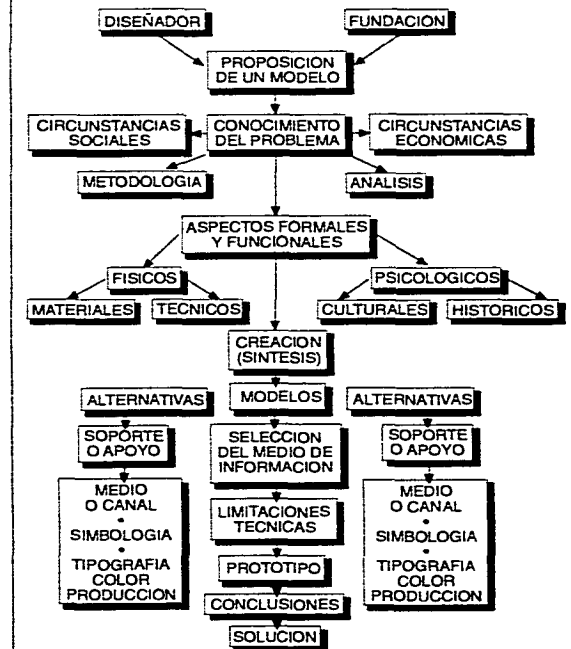 DISEÑADOR
FUNDACION
PROPOSICION
DE UN MODELO
CIRCUNSTANCIAS
SOCIALES
CONOCIMIENTO
DEL PROBLEMA
CIRCUNSTANCIAS
ECONOMICAS
METODOLOGIA
ANALISIS
ASPECTOS FORMALES
Y FUNCIONALES
FISICOS
PSICOLOGICOS
MATERIALES
TECNICOS
CULTURALES
HISTORICOS
CREACION
(SINTESIS)
ALTERNATIVAS
MODELOS
ALTERNATIVAS
SOPORTE
O APOYO
SELECCION
DEL MEDIO DE
INFORMACION
SOPORTE
O APOYO
MEDIO
O CANAL
•
SIMBOLOGIA
•
TIPOGRAFIA
COLOR
PRODUCCION
LIMITACIONES
TECNICAS
MEDIO
O CANAL
•
SIMBOLOGIA
•
TIPOGRAFIA
COLOR
PRODUCCION
PROTOTIPO
CONCLUSIONES
SOLUCION